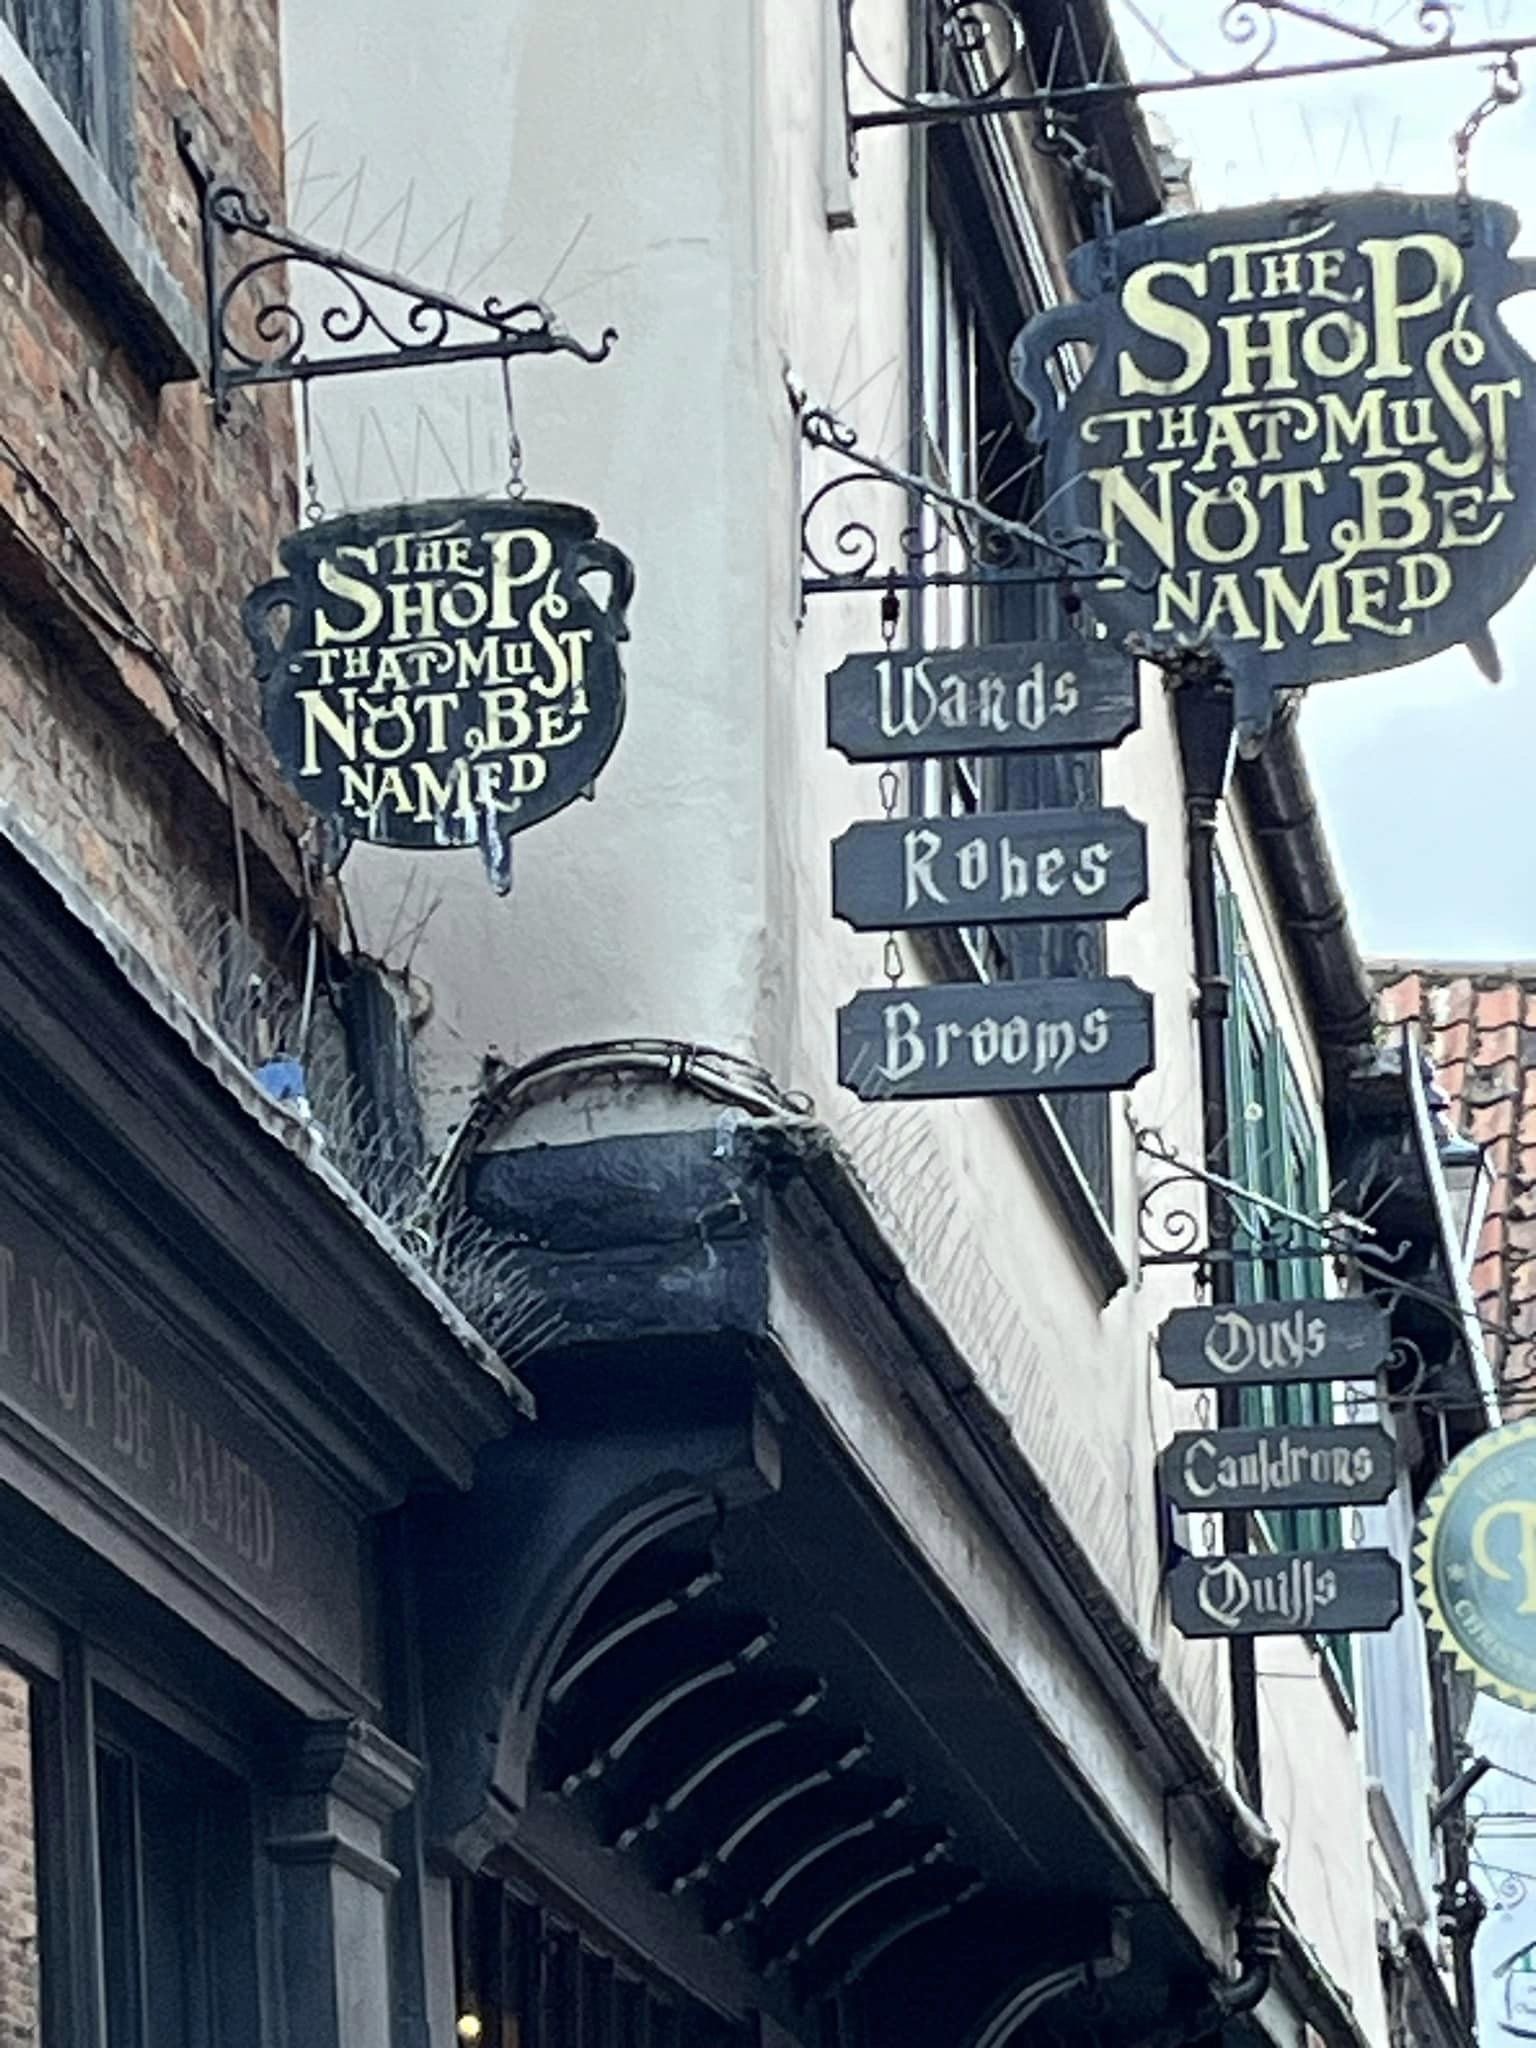 THE
SHOP
THAT MUST
NOT BE
NAMED
THE
SHOP
THAT MUST
NOT BE
NAMED
Wands
Robes
Brooms
Owls
Cauldrons
Quills
NOT BE NAMED